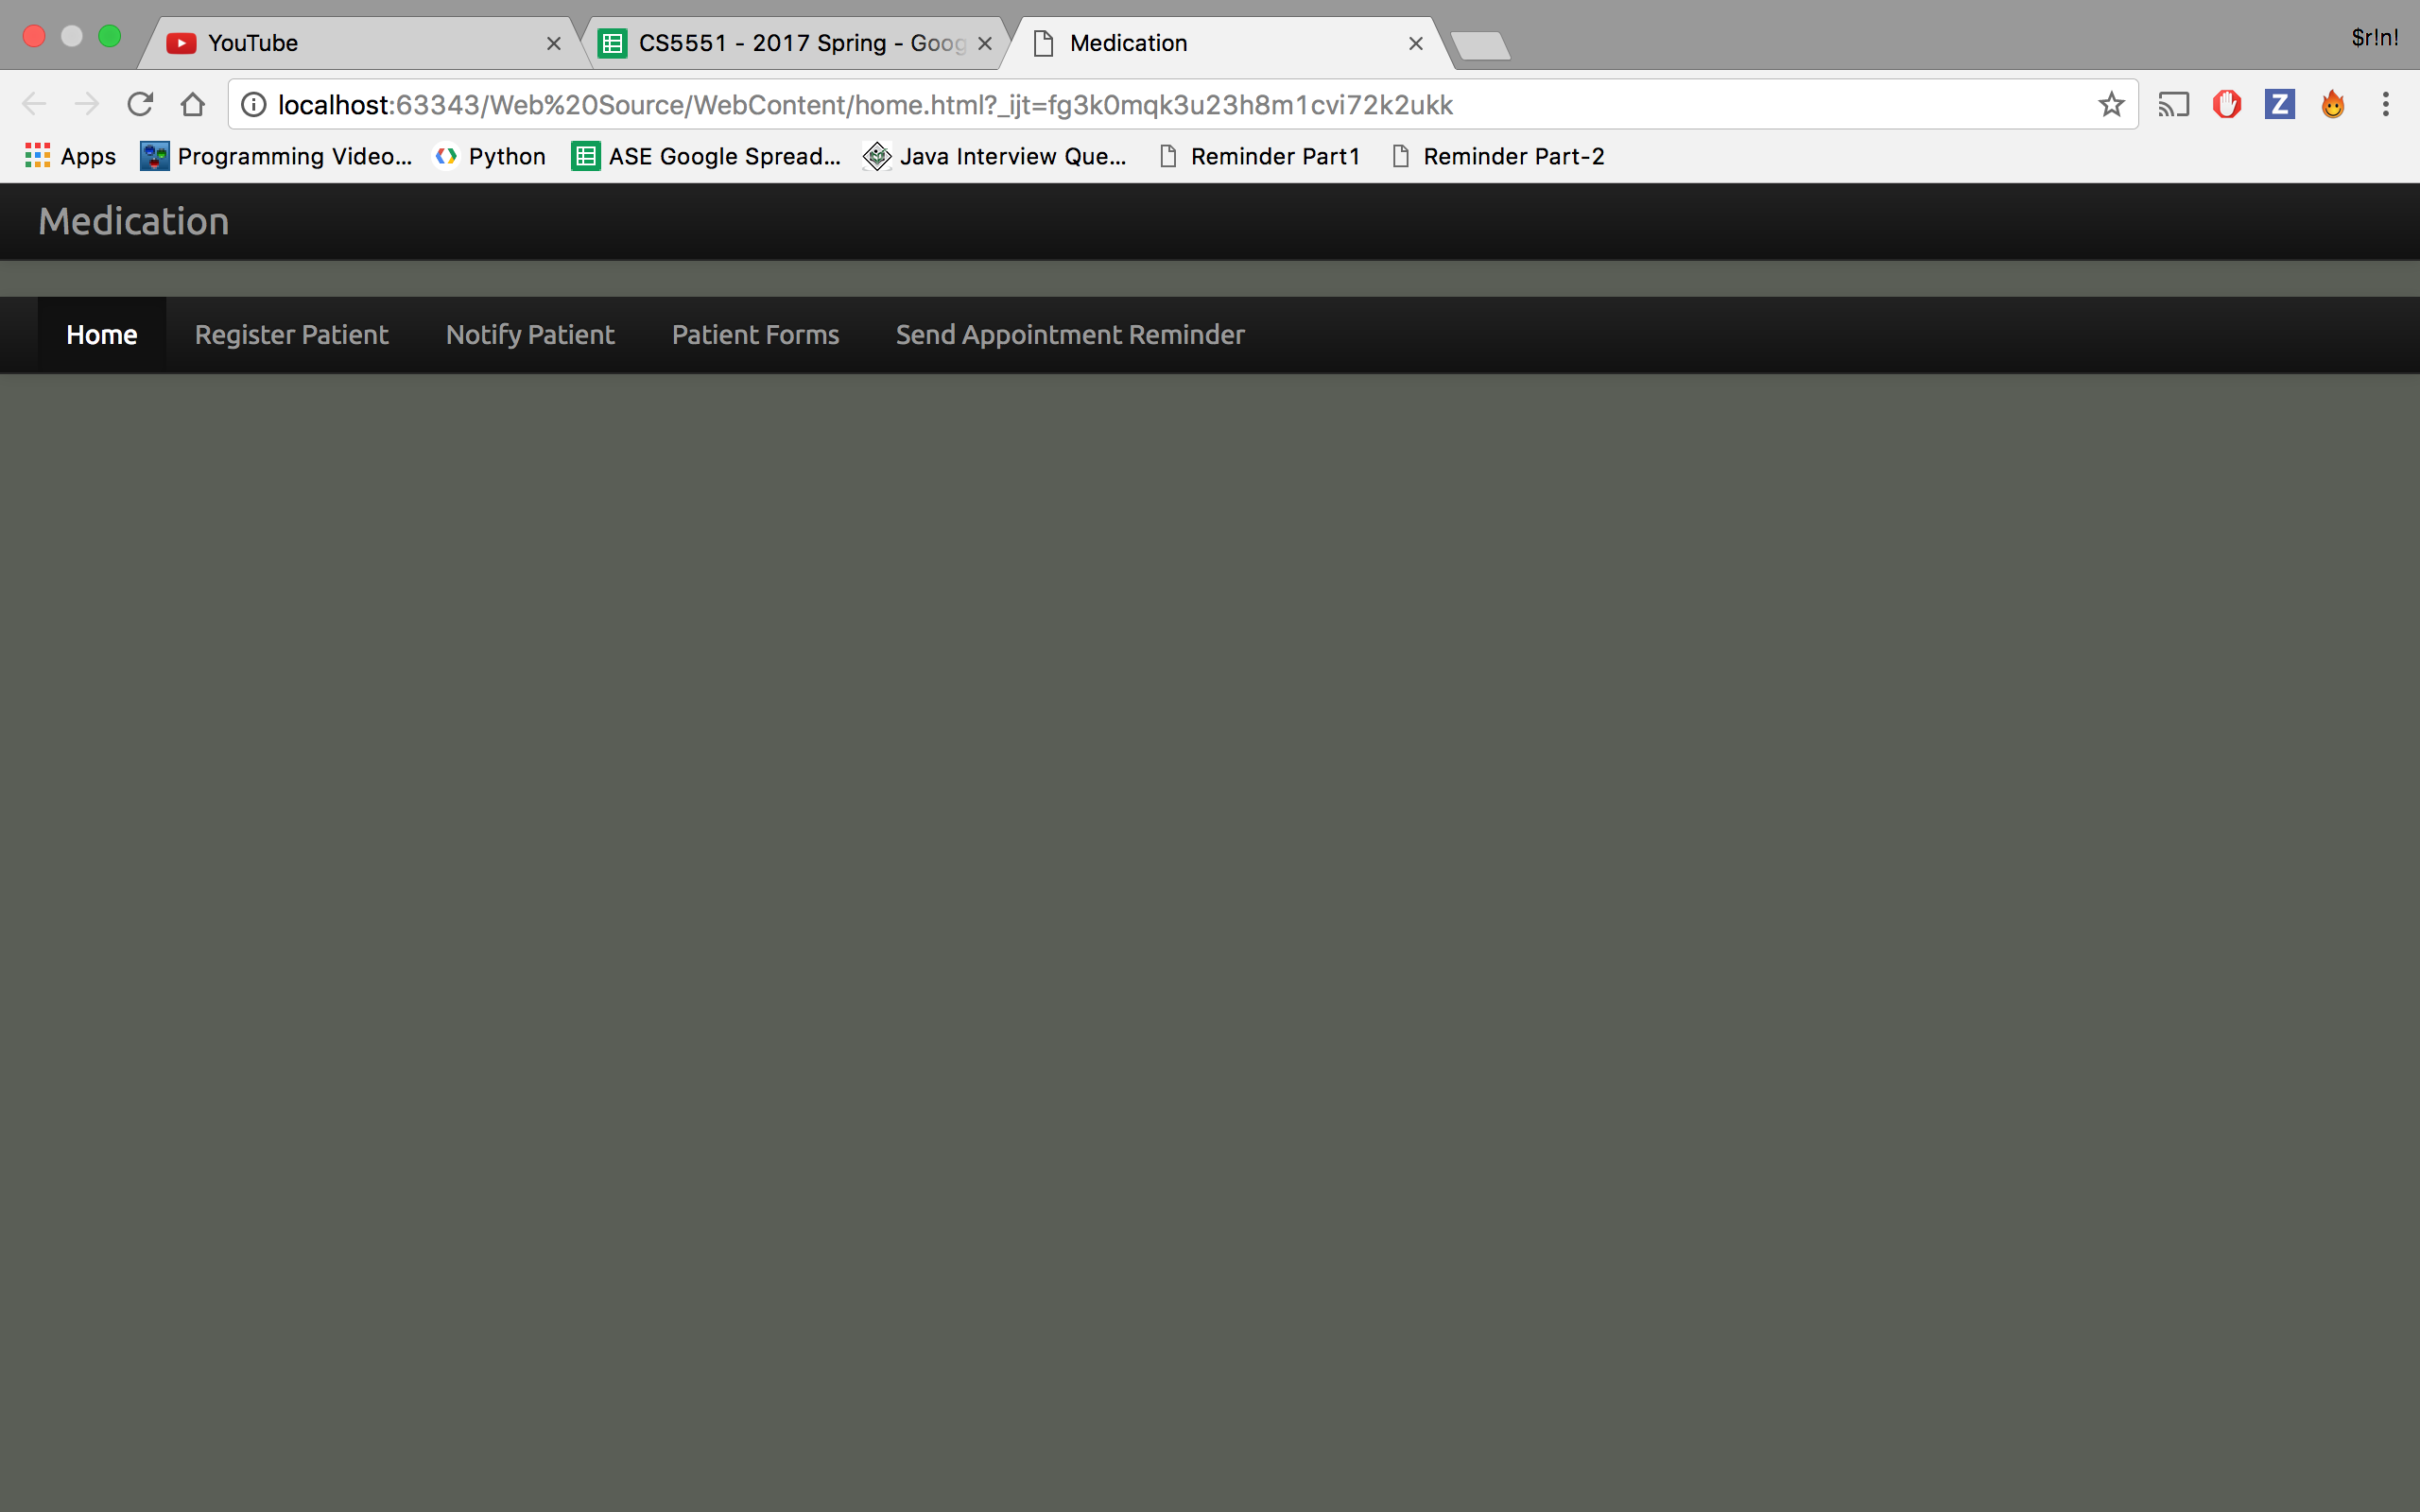 YouTube CS5551 - 2017 Spring - Goog Medication $r!n!
localhost:63343/Web%20Source/WebContent/home.html?_ijt=fg3k0mqk3u23h8m1cvi72k2ukk Z
Apps Programming Video... Python ASE Google Spread... Java Interview Que... Reminder Part1 Reminder Part-2
Medication
Home Register Patient Notify Patient Patient Forms Send Appointment Reminder